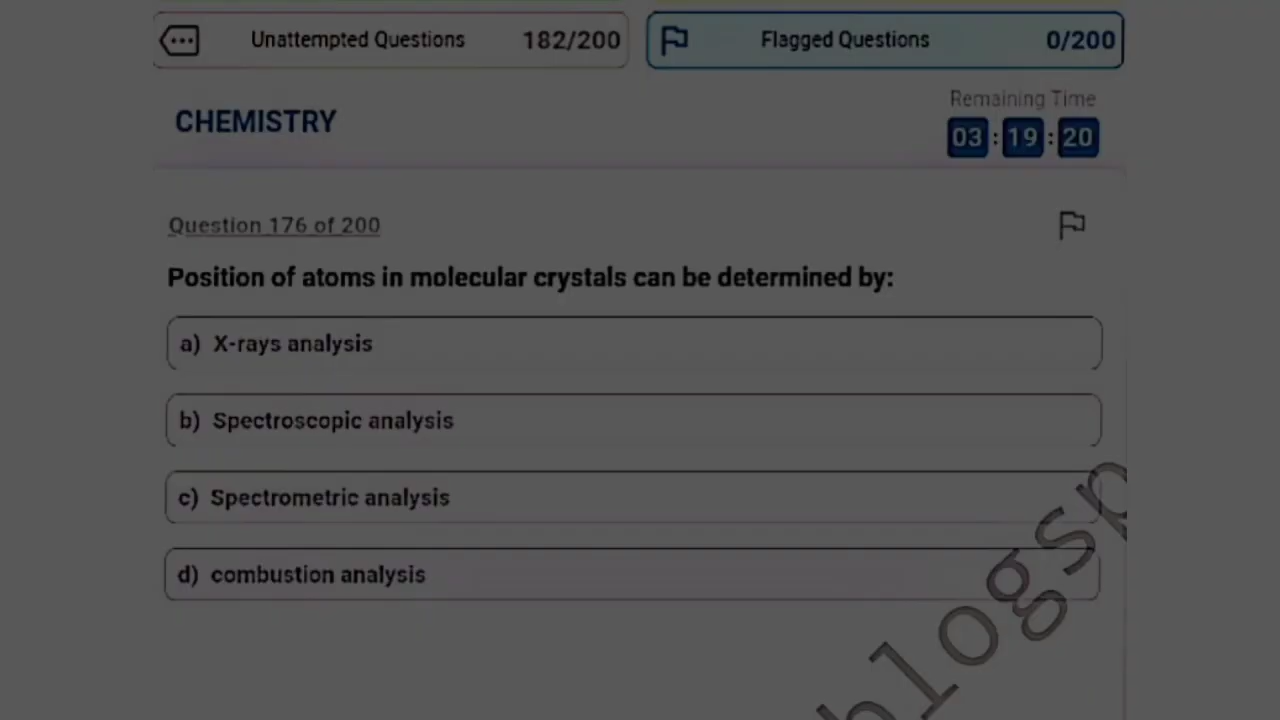 Unattempted Questions 182/200
Flagged Questions 0/200
CHEMISTRY
Remaining Time
03 : 19 : 20
Question 176 of 200
Position of atoms in molecular crystals can be determined by:
a) X-rays analysis
b) Spectroscopic analysis
c) Spectrometric analysis
d) combustion analysis
blogsp